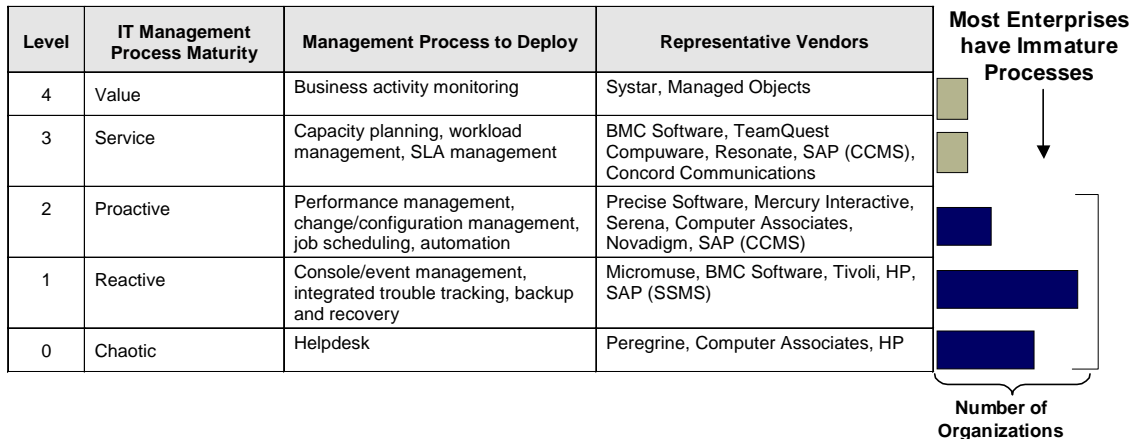 Level
IT Management
Process Maturity
Management Process to Deploy
Representative Vendors
Most Enterprises
have Immature
Processes
4
Value
Business activity monitoring
Systar, Managed Objects
3
Service
Capacity planning, workload
management, SLA management
BMC Software, TeamQuest
Compuware, Resonate, SAP (CCMS),
Concord Communications
2
Proactive
Performance management,
change/configuration management,
job scheduling, automation
Precise Software, Mercury Interactive,
Serena, Computer Associates,
Novadigm, SAP (CCMS)
1
Reactive
Console/event management,
integrated trouble tracking, backup
and recovery
Micromuse, BMC Software, Tivoli, HP,
SAP (SSMS)
0
Chaotic
Helpdesk
Peregrine, Computer Associates, HP
Number of
Organizations